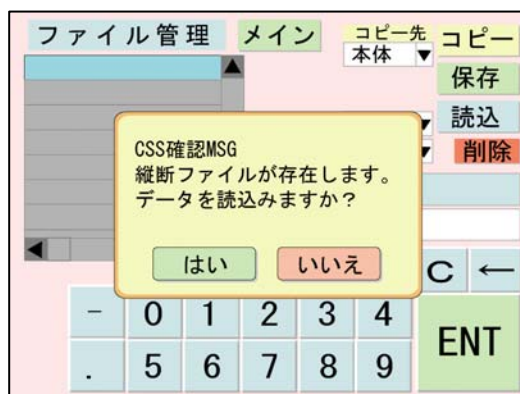 ファイル管理 メイン コピー先 コピー
本体 ▼
保存
読込
削除
CSS確認MSG
縦断ファイルが存在します。
データを読込みますか？
はい いいえ
C ←
− 0 1 2 3 4
ENT
. 5 6 7 8 9